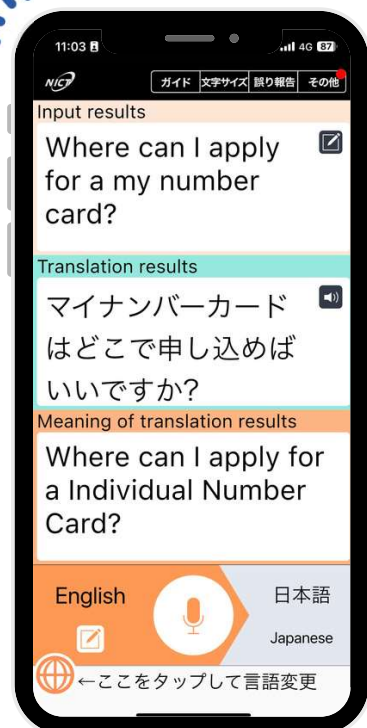 11:03
4G 87
NICT
ガイド 文字サイズ 誤り報告 その他
Input results
Where can I apply
for a my number
card?
Translation results
マイナンバーカード
はどこで申し込めば
いいですか?
Meaning of translation results
Where can I apply for
a Individual Number
Card?
English
日本語
Japanese
←ここをタップして言語変更